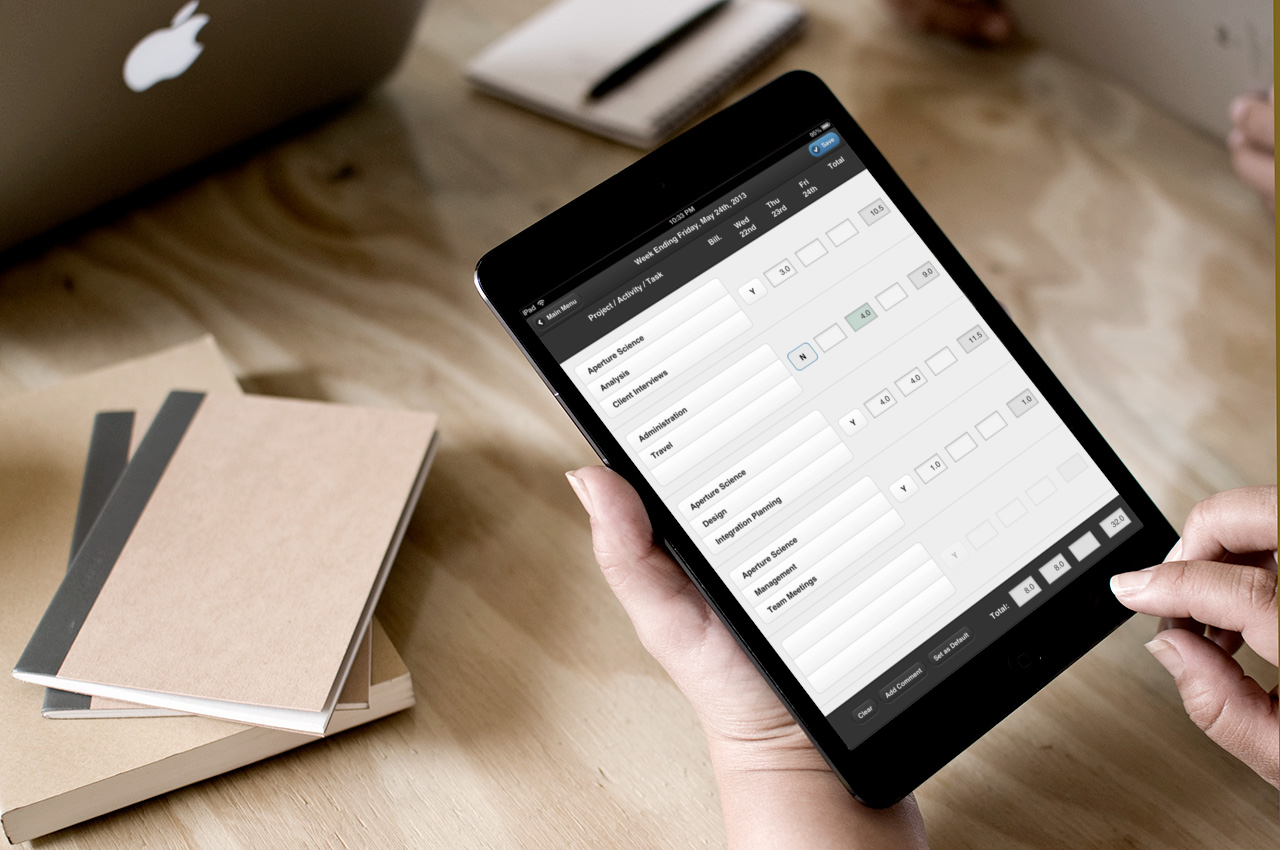 iPad 10:33 PM 95%
Main Menu Week Ending Friday, May 24th, 2013 Save
Project / Activity / Task Bill. Wed 22nd Thu 23rd Fri 24th Total
Aperture Science Y 3.0 10.5
Analysis
Client Interviews
Administration N 4.0 9.0
Travel
Aperture Science Y 4.0 4.0 11.5
Design
Integration Planning
Aperture Science Y 1.0 1.0
Management
Team Meetings
Y
Clear Add Comment Set as Default Total: 8.0 8.0 32.0